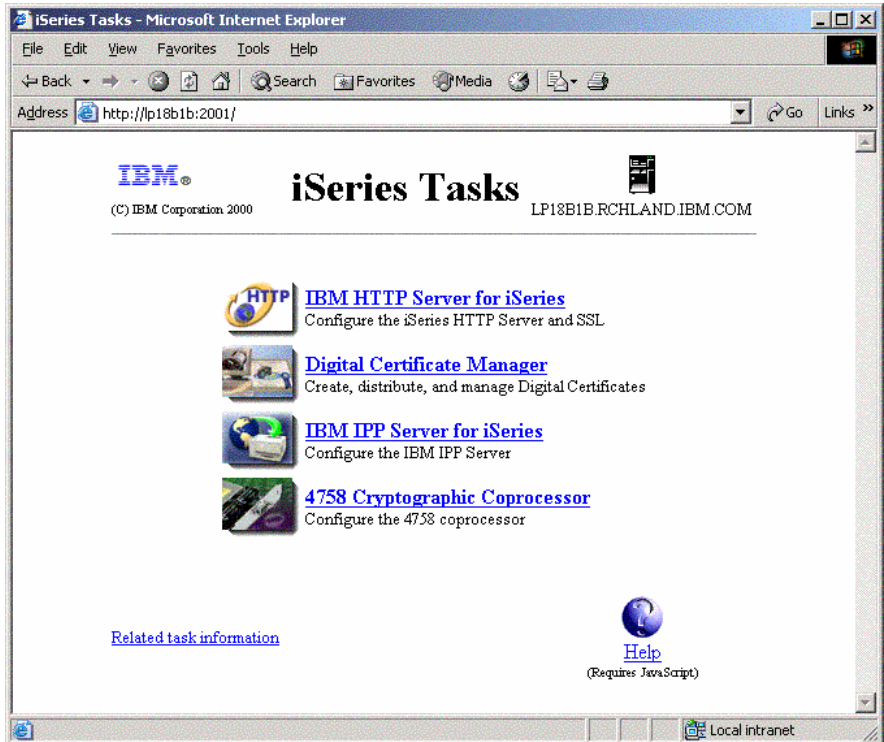 iSeries Tasks - Microsoft Internet Explorer
File Edit View Favorites Tools Help
Back Search Favorites Media
Address http://lp18b1b:2001/ Go Links »
IBM®
iSeries Tasks
(C) IBM Corporation 2000
LP18B1B.RCHLAND.IBM.COM
HTTP
IBM HTTP Server for iSeries
Configure the iSeries HTTP Server and SSL
Digital Certificate Manager
Create, distribute, and manage Digital Certificates
IBM IPP Server for iSeries
Configure the IBM IPP Server
4758 Cryptographic Coprocessor
Configure the 4758 coprocessor
Related task information
Help
(Requires JavaScript)
Local intranet